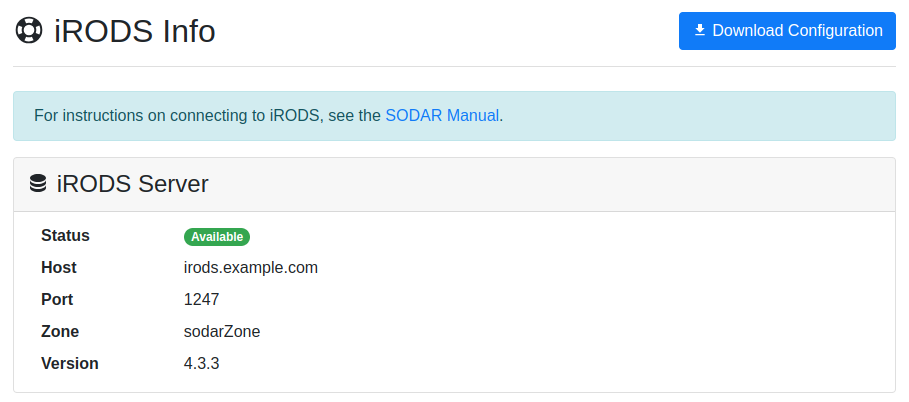 iRODS Info
Download Configuration
For instructions on connecting to iRODS, see the SODAR Manual.
iRODS Server
Status Available
Host irods.example.com
Port 1247
Zone sodarZone
Version 4.3.3